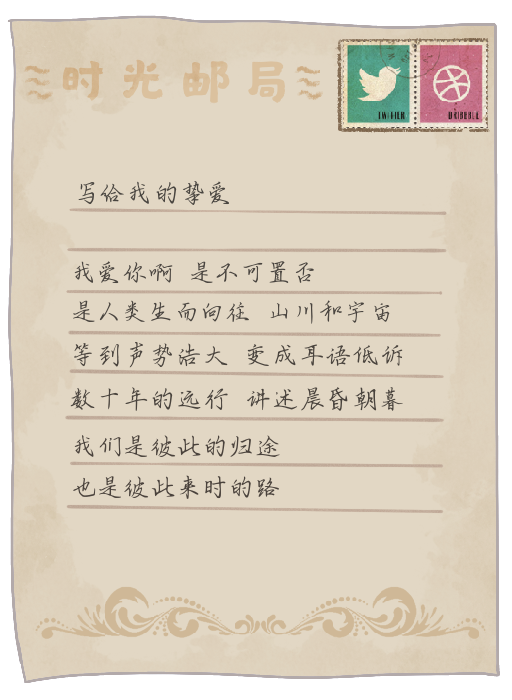 时光邮局
TWITTER
DRIBBBLE
写给我的挚爱
我爱你啊 是不可置否
是人类生而向往 山川和宇宙
等到声势浩大 变成耳语低诉
数十年的远行 讲述晨昏朝暮
我们是彼此的归途
也是彼此来时的路